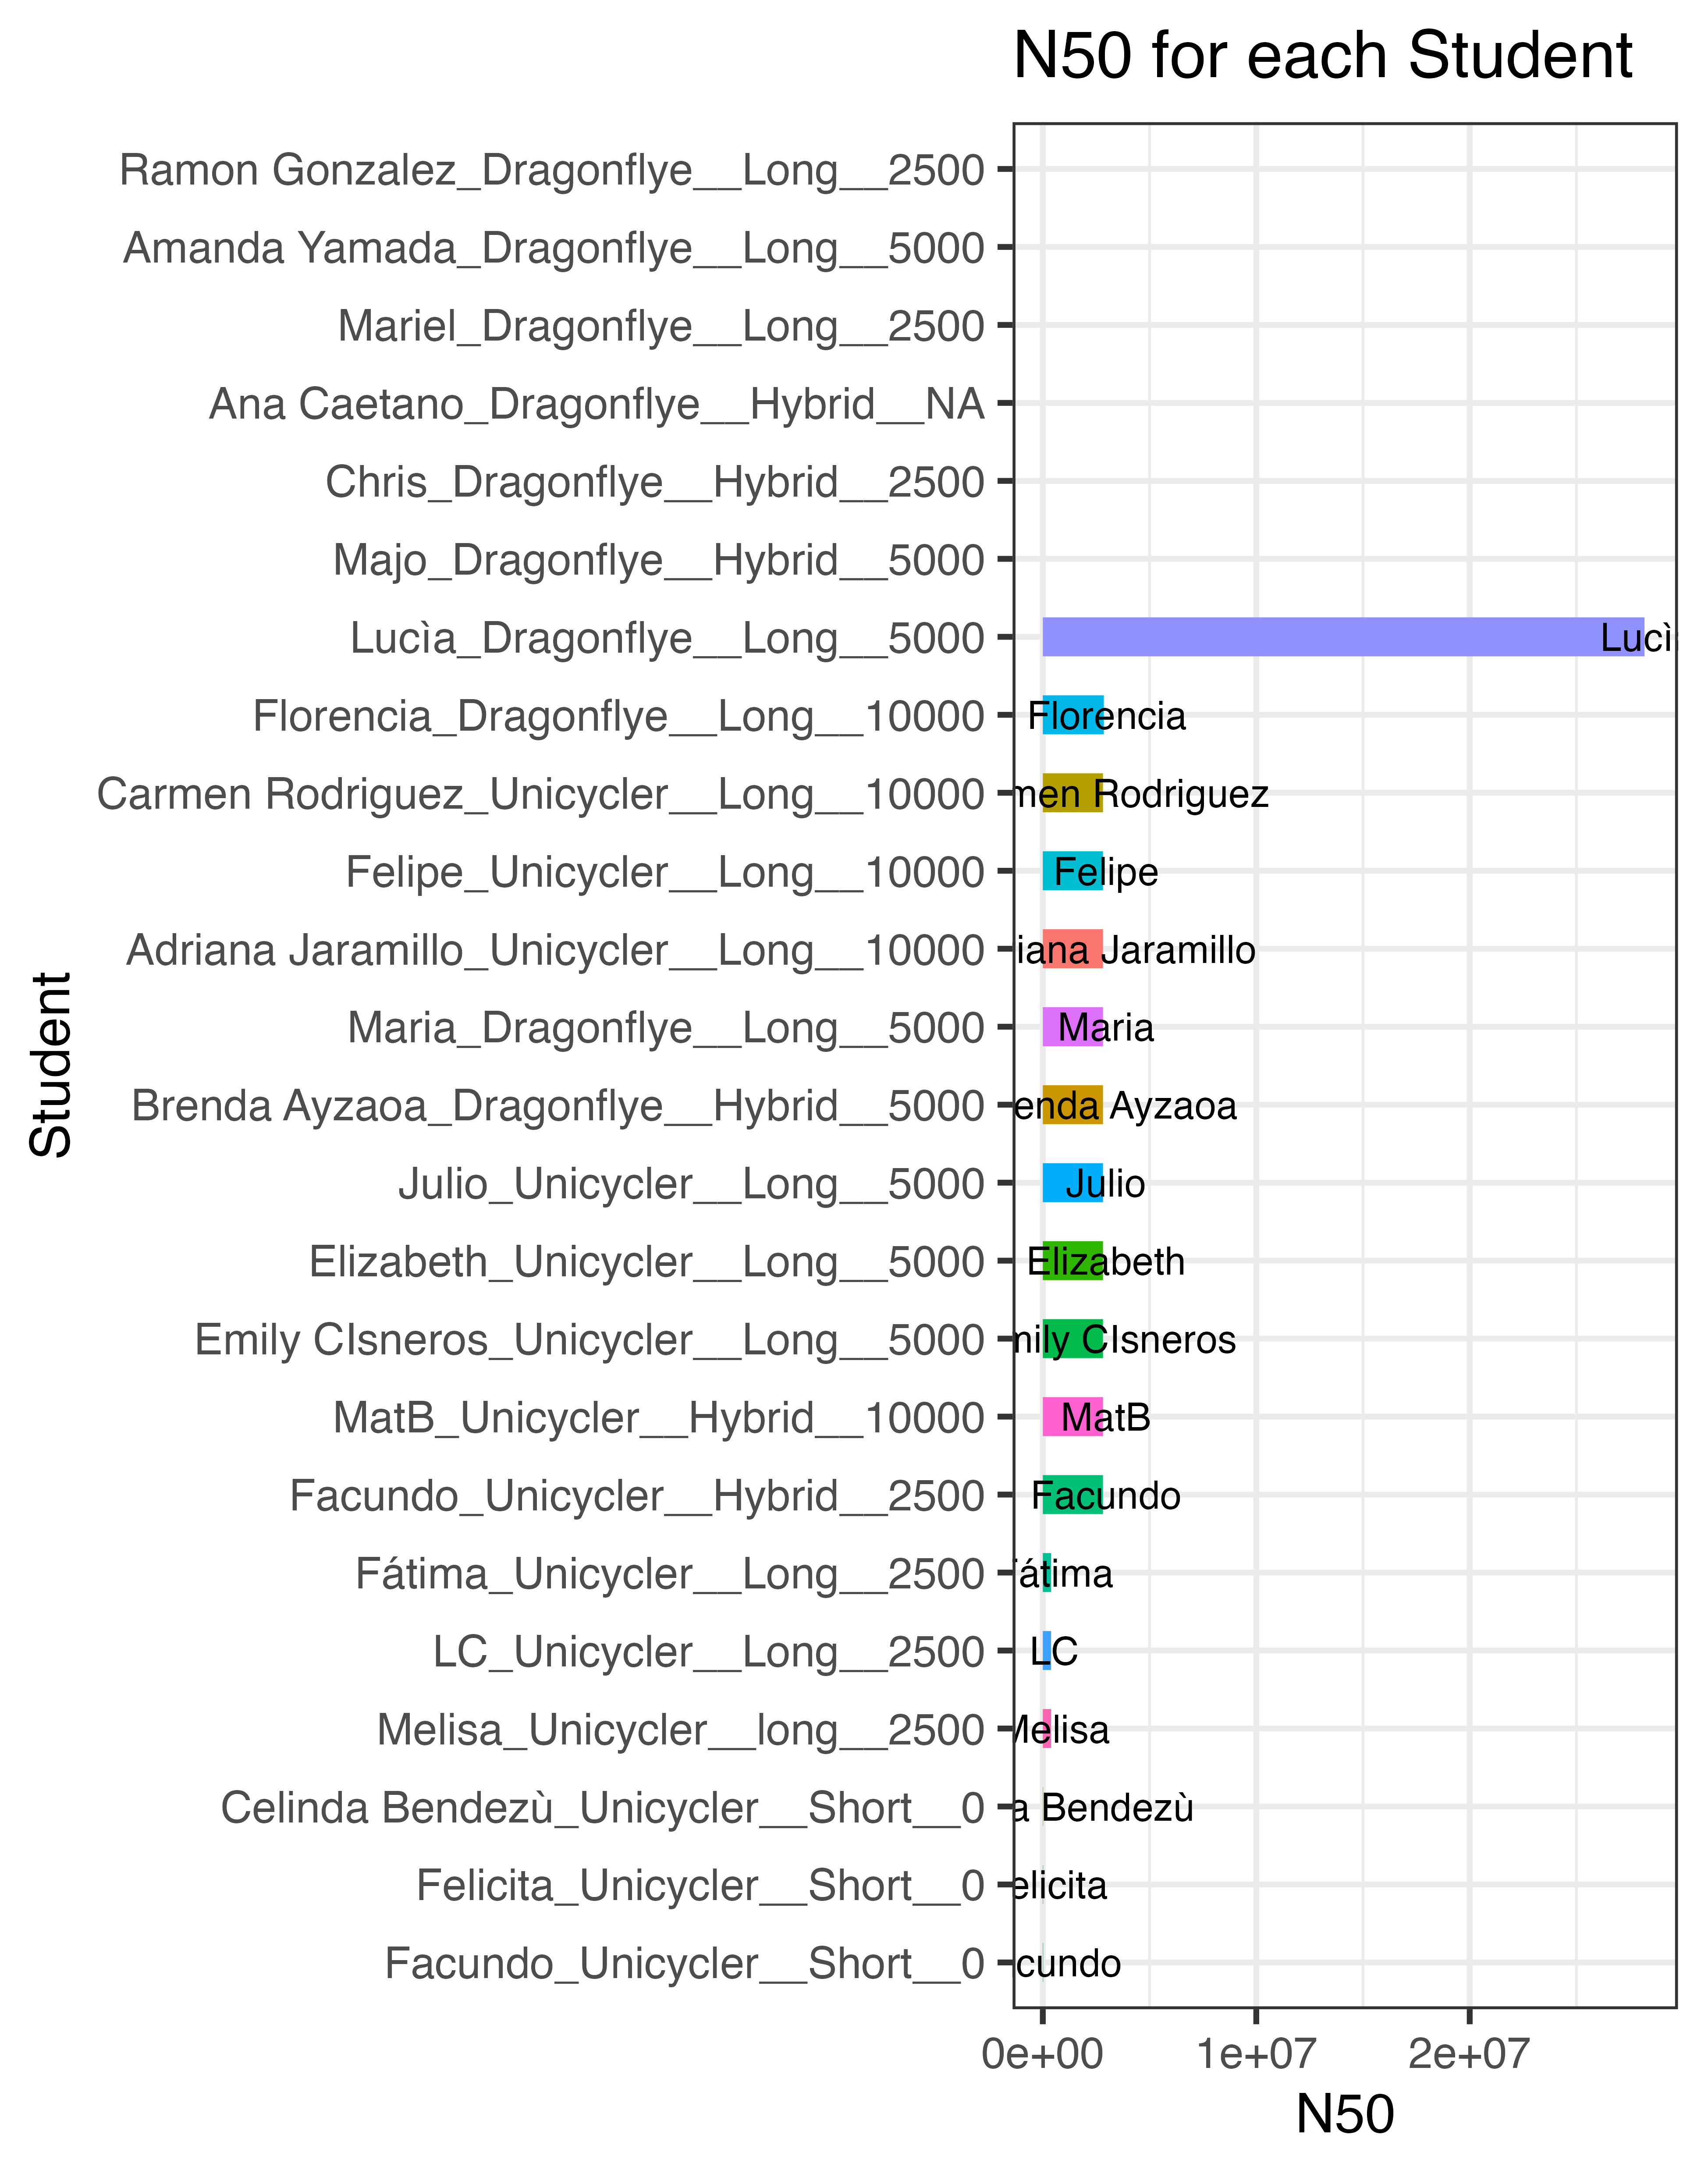 N50 for each Student
Ramon Gonzalez_Dragonflye__Long__2500
Amanda Yamada_Dragonflye__Long__5000
Mariel_Dragonflye__Long__2500
Ana Caetano_Dragonflye__Hybrid__NA
Chris_Dragonflye__Hybrid__2500
Majo_Dragonflye__Hybrid__5000
Lucìa_Dragonflye__Long__5000 Lucì
Florencia_Dragonflye__Long__10000 Florencia
Carmen Rodriguez_Unicycler__Long__10000 men Rodriguez
Felipe_Unicycler__Long__10000 Felipe
Adriana Jaramillo_Unicycler__Long__10000 iana Jaramillo
Maria_Dragonflye__Long__5000 Maria
Brenda Ayzaoa_Dragonflye__Hybrid__5000 enda Ayzaoa
Julio_Unicycler__Long__5000 Julio
Elizabeth_Unicycler__Long__5000 Elizabeth
Emily CIsneros_Unicycler__Long__5000 mily CIsneros
MatB_Unicycler__Hybrid__10000 MatB
Facundo_Unicycler__Hybrid__2500 Facundo
Fátima_Unicycler__Long__2500 Fátima
LC_Unicycler__Long__2500 LC
Melisa_Unicycler__long__2500 Melisa
Celinda Bendezù_Unicycler__Short__0 a Bendezù
Felicita_Unicycler__Short__0 elicita
Facundo_Unicycler__Short__0 cundo
Student
0e+00 1e+07 2e+07
N50